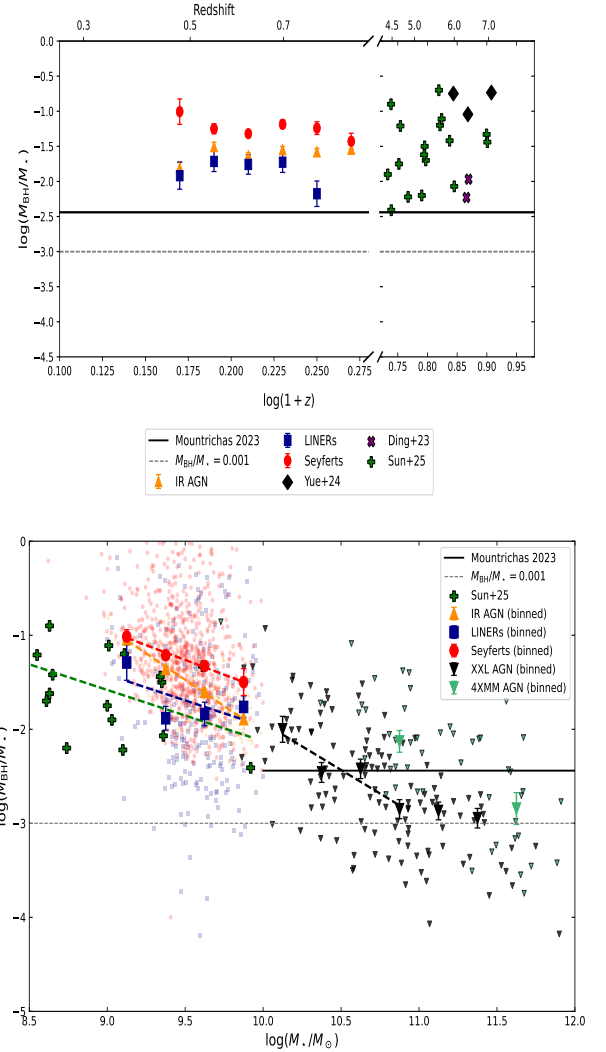 Redshift
0.3 0.5 0.7 4.5 5.0 6.0 7.0
0.0
−0.5
−1.0
−1.5
−2.0
−2.5
−3.0
−3.5
−4.0
−4.5
log(M_BH/M⋆)
0.100 0.125 0.150 0.175 0.200 0.225 0.250 0.275 0.75 0.80 0.85 0.90 0.95
log(1+z)
Mountrichas 2023
M_BH/M⋆ = 0.001
IR AGN
LINERs
Seyferts
Yue+24
Ding+23
Sun+25
0
−1
−2
−3
−4
−5
log(M_BH/M⋆)
Mountrichas 2023
M_BH/M⋆ = 0.001
Sun+25
IR AGN (binned)
LINERs (binned)
Seyferts (binned)
XXL AGN (binned)
4XMM AGN (binned)
8.5 9.0 9.5 10.0 10.5 11.0 11.5 12.0
log(M⋆/M⊙)